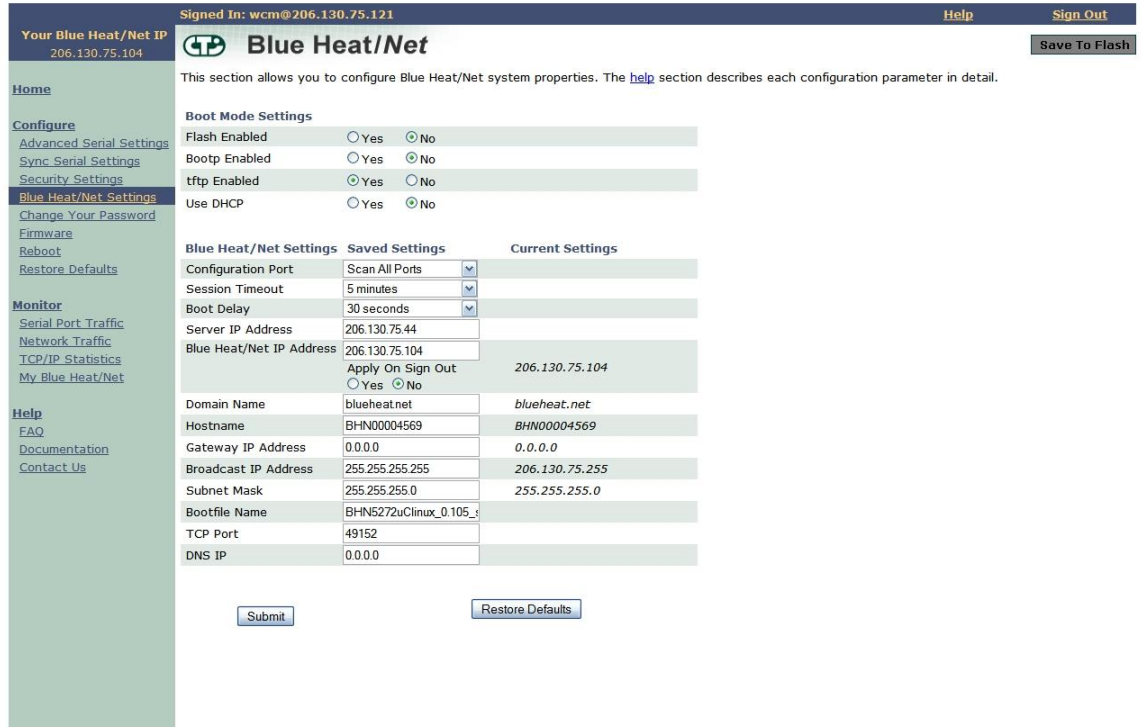 Signed In: wcm@206.130.75.121 Help Sign Out
Your Blue Heat/Net IP
206.130.75.104
CTI Blue Heat/Net
Save To Flash
This section allows you to configure Blue Heat/Net system properties. The help section describes each configuration parameter in detail.
Home
Configure
Advanced Serial Settings
Sync Serial Settings
Security Settings
Blue Heat/Net Settings
Change Your Password
Firmware
Reboot
Restore Defaults
Monitor
Serial Port Traffic
Network Traffic
TCP/IP Statistics
My Blue Heat/Net
Help
FAQ
Documentation
Contact Us
Boot Mode Settings
Flash Enabled Yes No
Bootp Enabled Yes No
tftp Enabled Yes No
Use DHCP Yes No
Blue Heat/Net Settings Saved Settings Current Settings
Configuration Port Scan All Ports
Session Timeout 5 minutes
Boot Delay 30 seconds
Server IP Address 206.130.75.44
Blue Heat/Net IP Address 206.130.75.104
Apply On Sign Out 206.130.75.104
Yes No
Domain Name blueheat.net blueheat.net
Hostname BHN00004569 BHN00004569
Gateway IP Address 0.0.0.0 0.0.0.0
Broadcast IP Address 255.255.255.255 206.130.75.255
Subnet Mask 255.255.255.0 255.255.255.0
Bootfile Name BHN5272uClinux_0.105_s
TCP Port 49152
DNS IP 0.0.0.0
Submit Restore Defaults